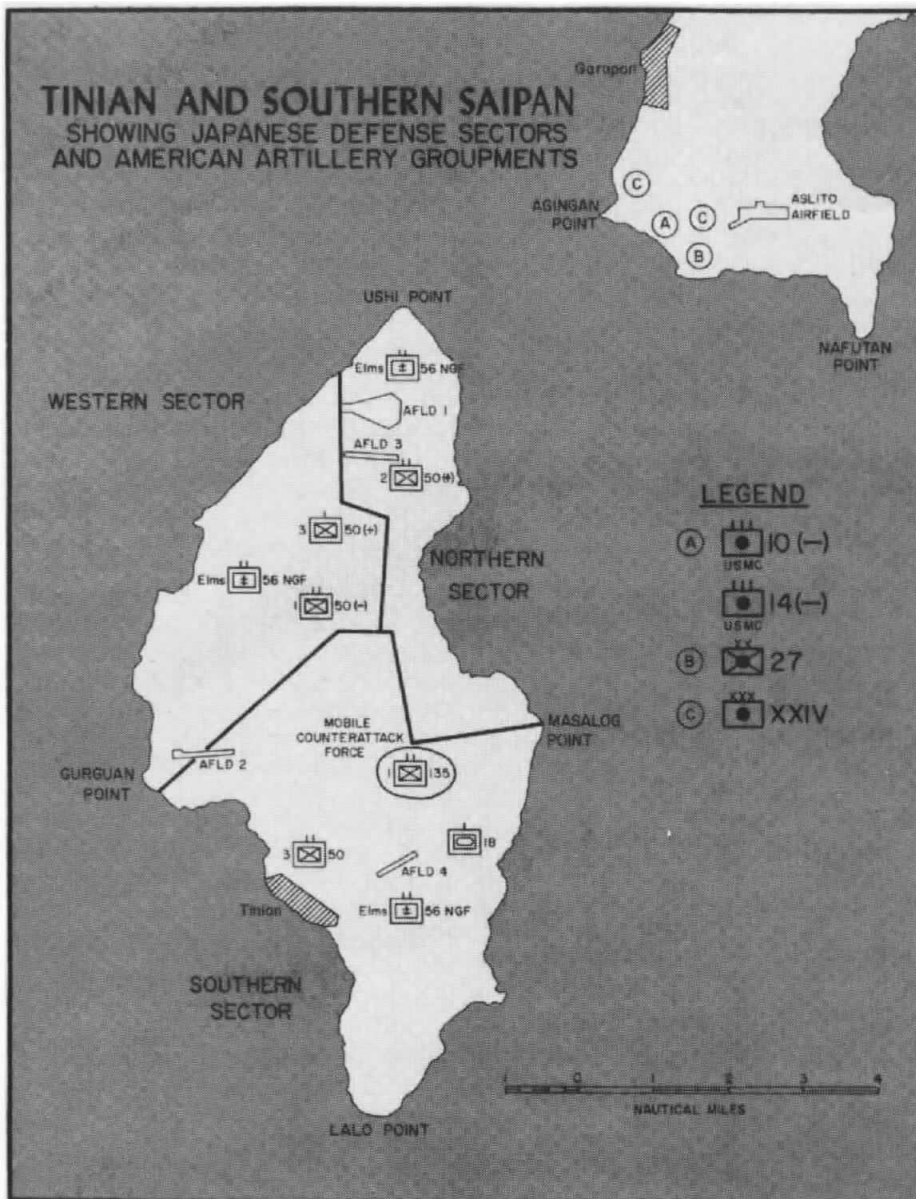 TINIAN AND SOUTHERN SAIPAN
SHOWING JAPANESE DEFENSE SECTORS
AND AMERICAN ARTILLERY GROUPMENTS
Garapan
C
AGINGAN
POINT
A
C
B
ASLITO
AIRFIELD
NAFUTAN
POINT
USHI POINT
Elms 56 NGF
WESTERN SECTOR
AFLD 1
AFLD 3
2 50(+)
3 50(+)
NORTHERN
SECTOR
Elms 56 NGF
1 50(-)
LEGEND
A 10(-)
USMC
14(-)
USMC
B XX 27
C XXX XXIV
MOBILE
COUNTERATTACK
FORCE
MASALOG
POINT
AFLD 2
1 135
GURGUAN
POINT
3 50
18
AFLD 4
Tinian
Elms 56 NGF
SOUTHERN
SECTOR
1 0 1 2 3 4
NAUTICAL MILES
LALO POINT